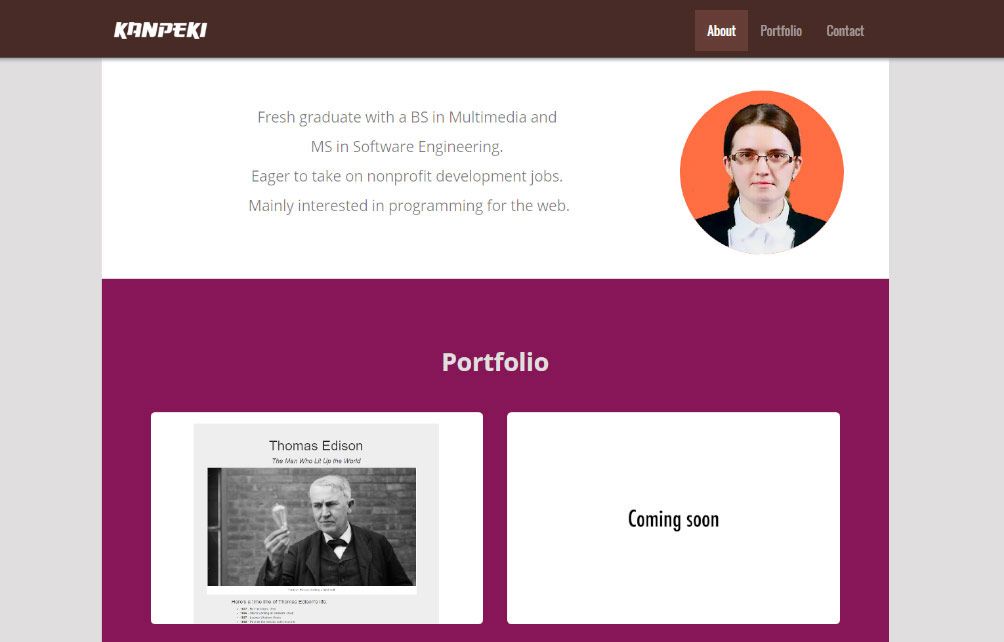 KANPEKI
About
Portfolio
Contact
Fresh graduate with a BS in Multimedia and
MS in Software Engineering.
Eager to take on nonprofit development jobs.
Mainly interested in programming for the web.
Portfolio
Thomas Edison
The Man Who Lit Up the World
Here's a time line of Thomas Edison's life:
Coming soon